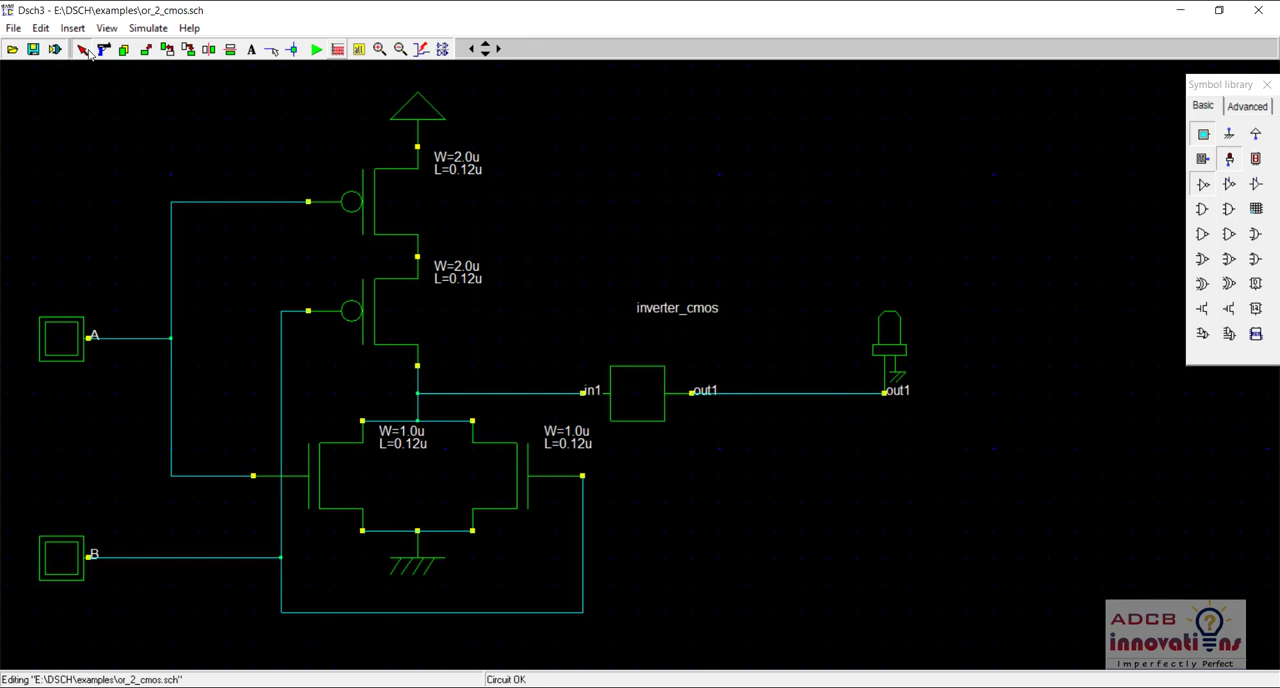 Dsch3 - E:\DSCH\examples\or_2_cmos.sch
File Edit Insert View Simulate Help
Symbol library
Basic Advanced
W=2.0u
L=0.12u
W=2.0u
L=0.12u
inverter_cmos
A
in1
out1
out1
W=1.0u
L=0.12u
W=1.0u
L=0.12u
B
ADCB
innovations
Imperfectly Perfect
Editing "E:\DSCH\examples\or_2_cmos.sch"
Circuit OK